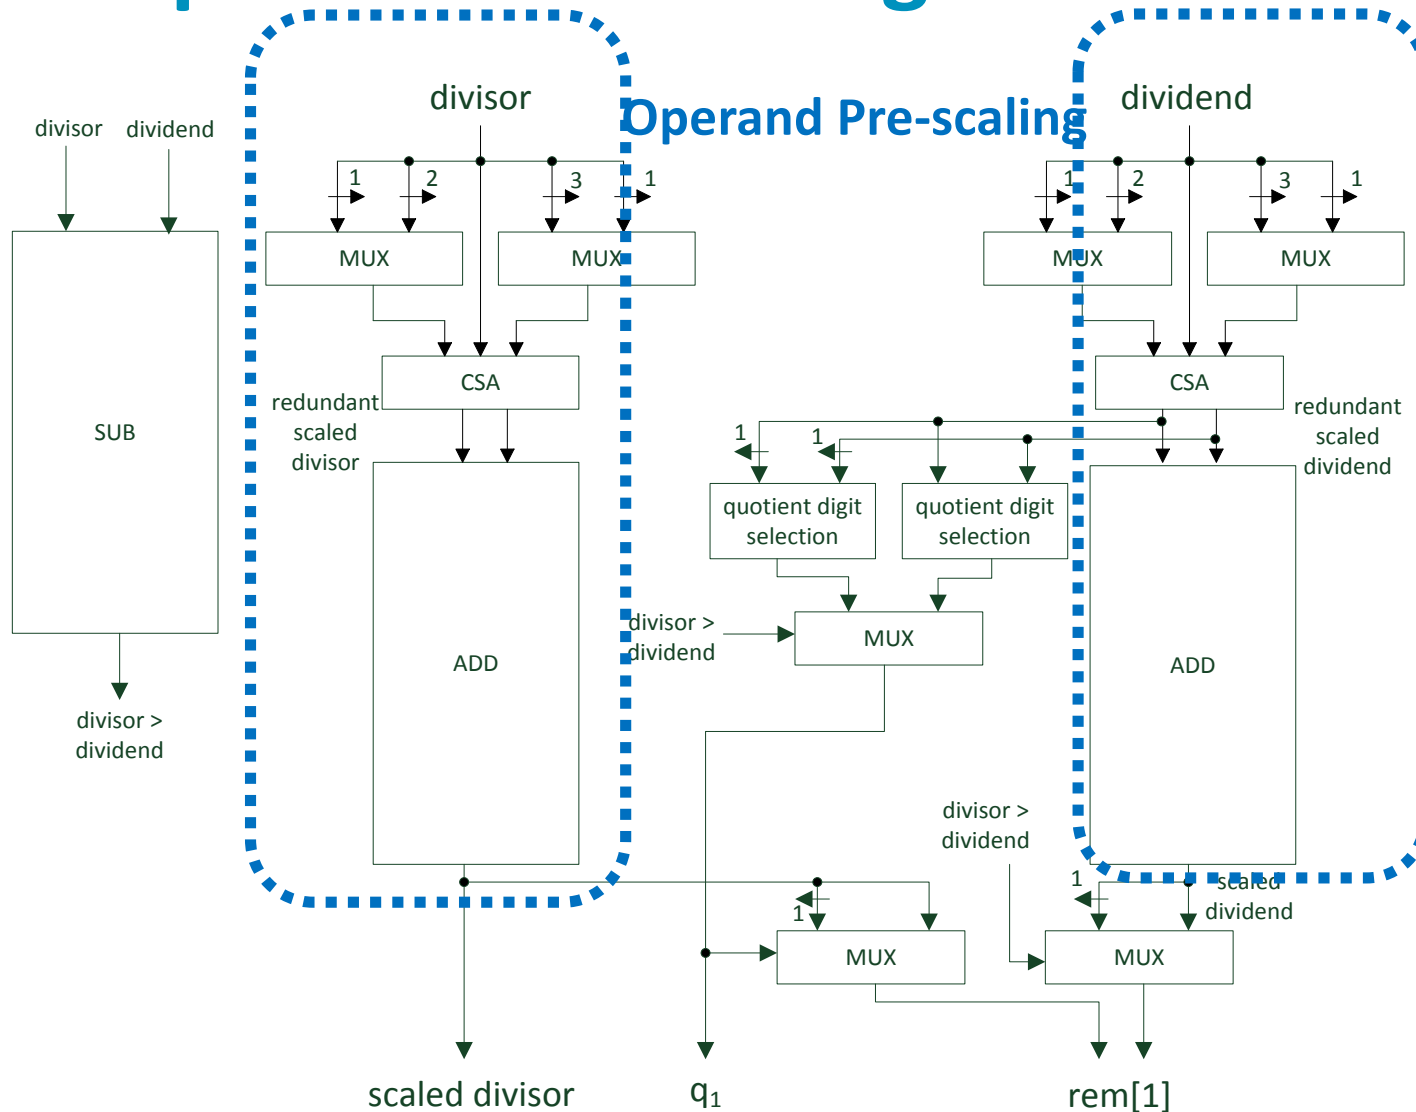 divisor
Operand Pre-scaling
dividend
divisor
dividend
1
2
3
1
1
2
3
1
MUX
MUX
MUX
MUX
CSA
CSA
redundant
scaled
divisor
redundant
scaled
dividend
SUB
1
1
quotient digit
selection
quotient digit
selection
divisor >
dividend
MUX
ADD
ADD
divisor >
dividend
divisor >
dividend
1
1
scaled
dividend
MUX
MUX
scaled divisor
q₁
rem[1]